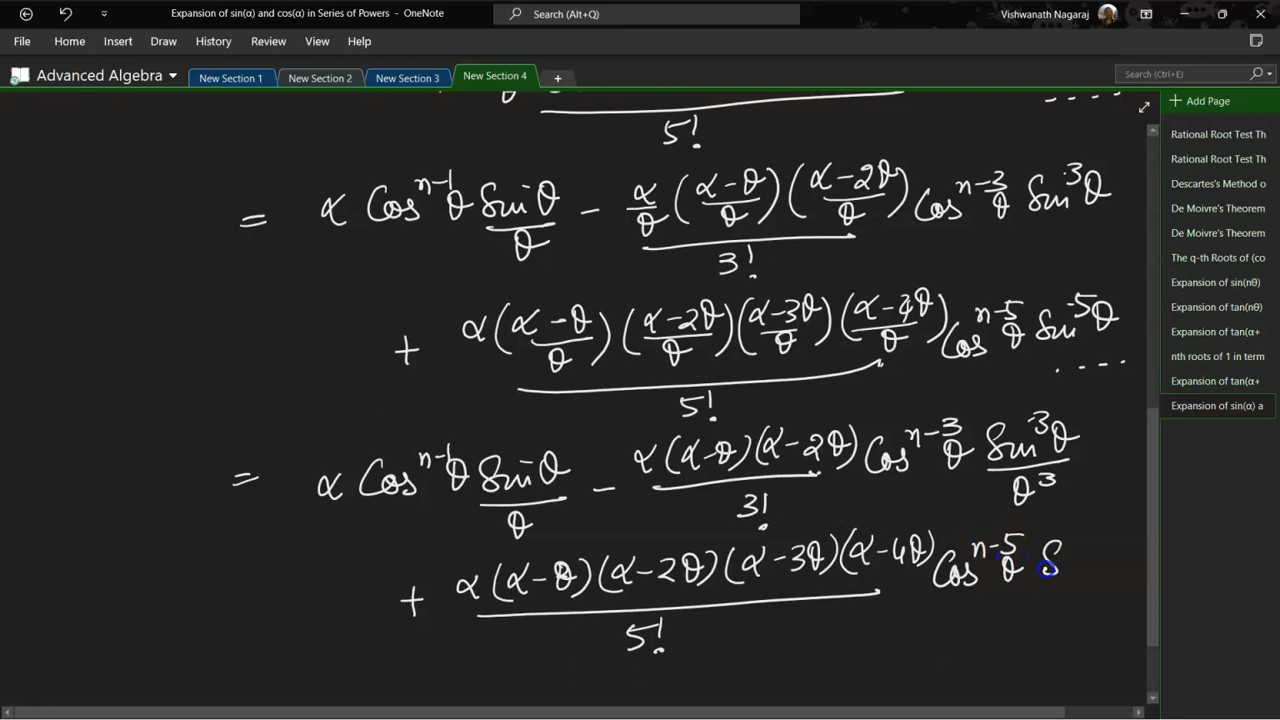 Expansion of sin(α) and cos(α) in Series of Powers - OneNote
Search (Alt+Q)
Vishwanath Nagaraj
File Home Insert Draw History Review View Help
Advanced Algebra
New Section 1 New Section 2 New Section 3 New Section 4 +
Search (Ctrl+E)
+ Add Page
Rational Root Test Th
Rational Root Test Th
Descartes's Method o
De Moivre's Theorem
De Moivre's Theorem
The q-th Roots of (co
Expansion of sin(nθ)
Expansion of tan(nθ)
Expansion of tan(α+
nth roots of 1 in term
Expansion of tan(α+
Expansion of sin(α) a
5! ....
= α Cos^{n-1}θ Sinθ/θ - α/θ ((α-θ)/θ) ((α-2θ)/θ) / 3! Cos^{n-3}θ Sin^3θ
+ α ((α-θ)/θ) ((α-2θ)/θ) ((α-3θ)/θ) ((α-4θ)/θ) / 5! Cos^{n-5}θ Sin^5θ ....
= α Cos^{n-1}θ Sinθ/θ - α(α-θ)(α-2θ) / 3! Cos^{n-3}θ Sin^3θ/θ^3
+ α(α-θ)(α-2θ)(α-3θ)(α-4θ) / 5! Cos^{n-5}θ S